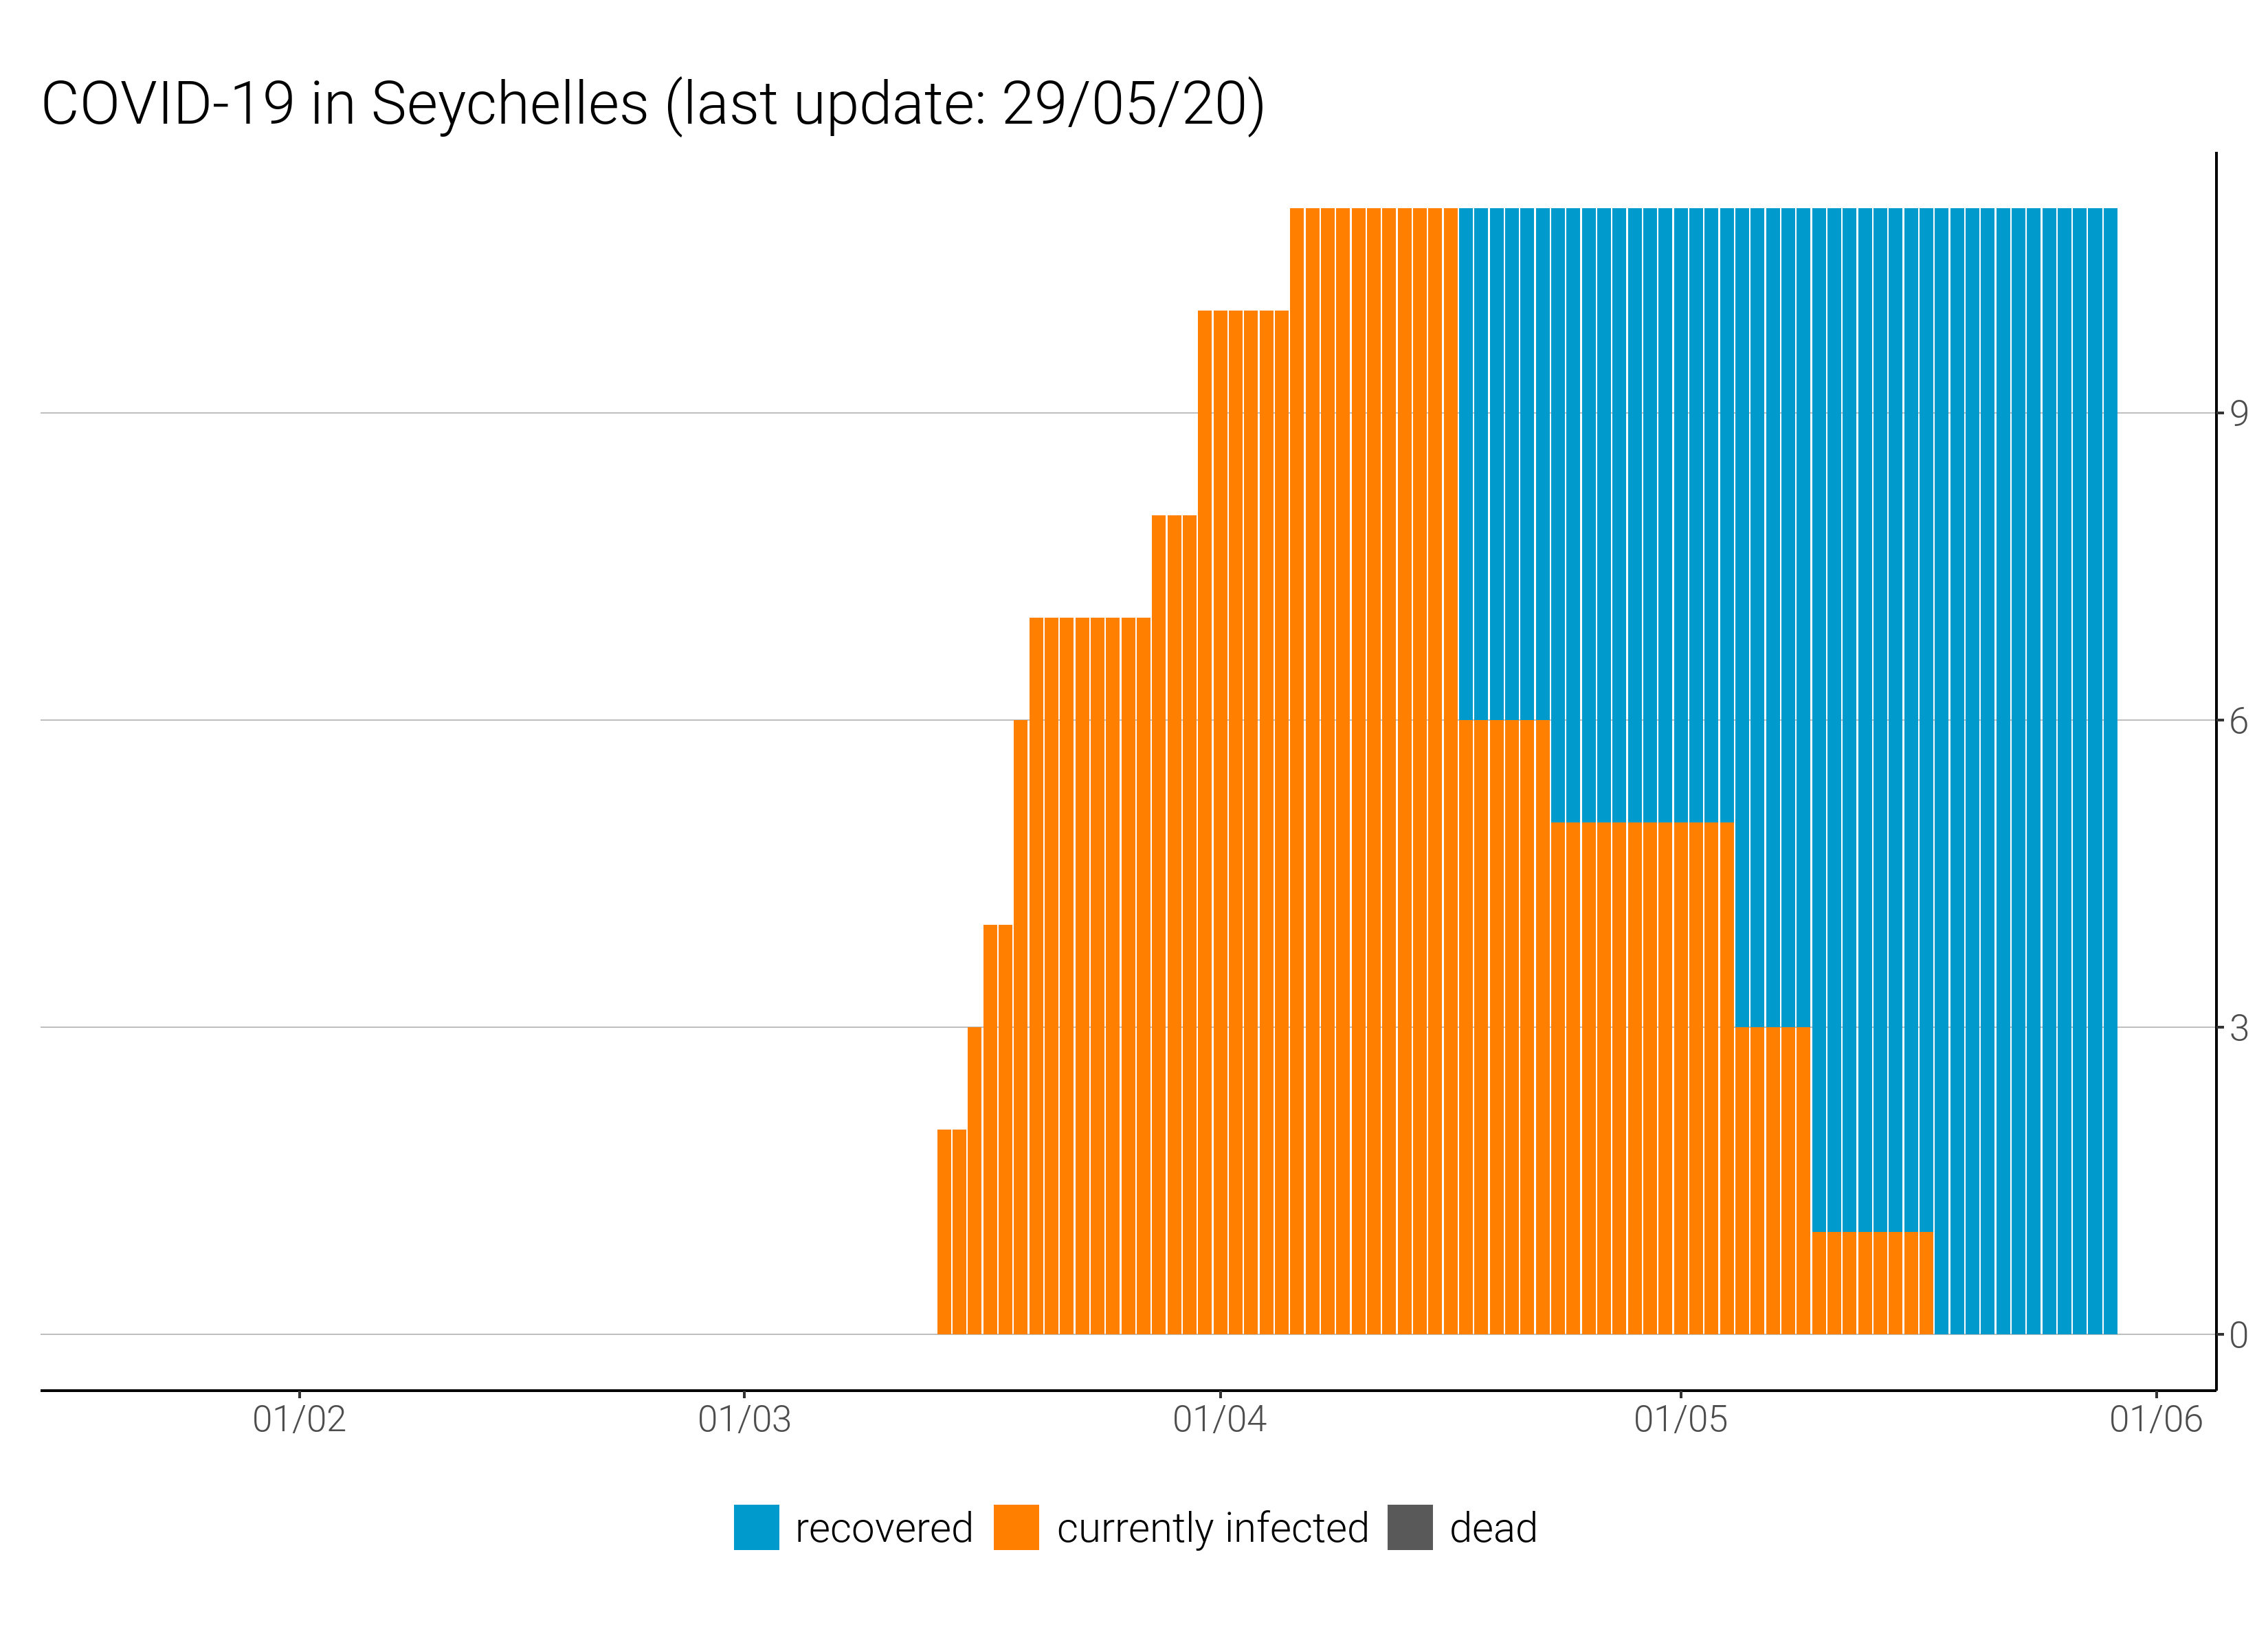 COVID-19 in Seychelles (last update: 29/05/20)
9
6
3
0
01/02 01/03 01/04 01/05 01/06
recovered currently infected dead